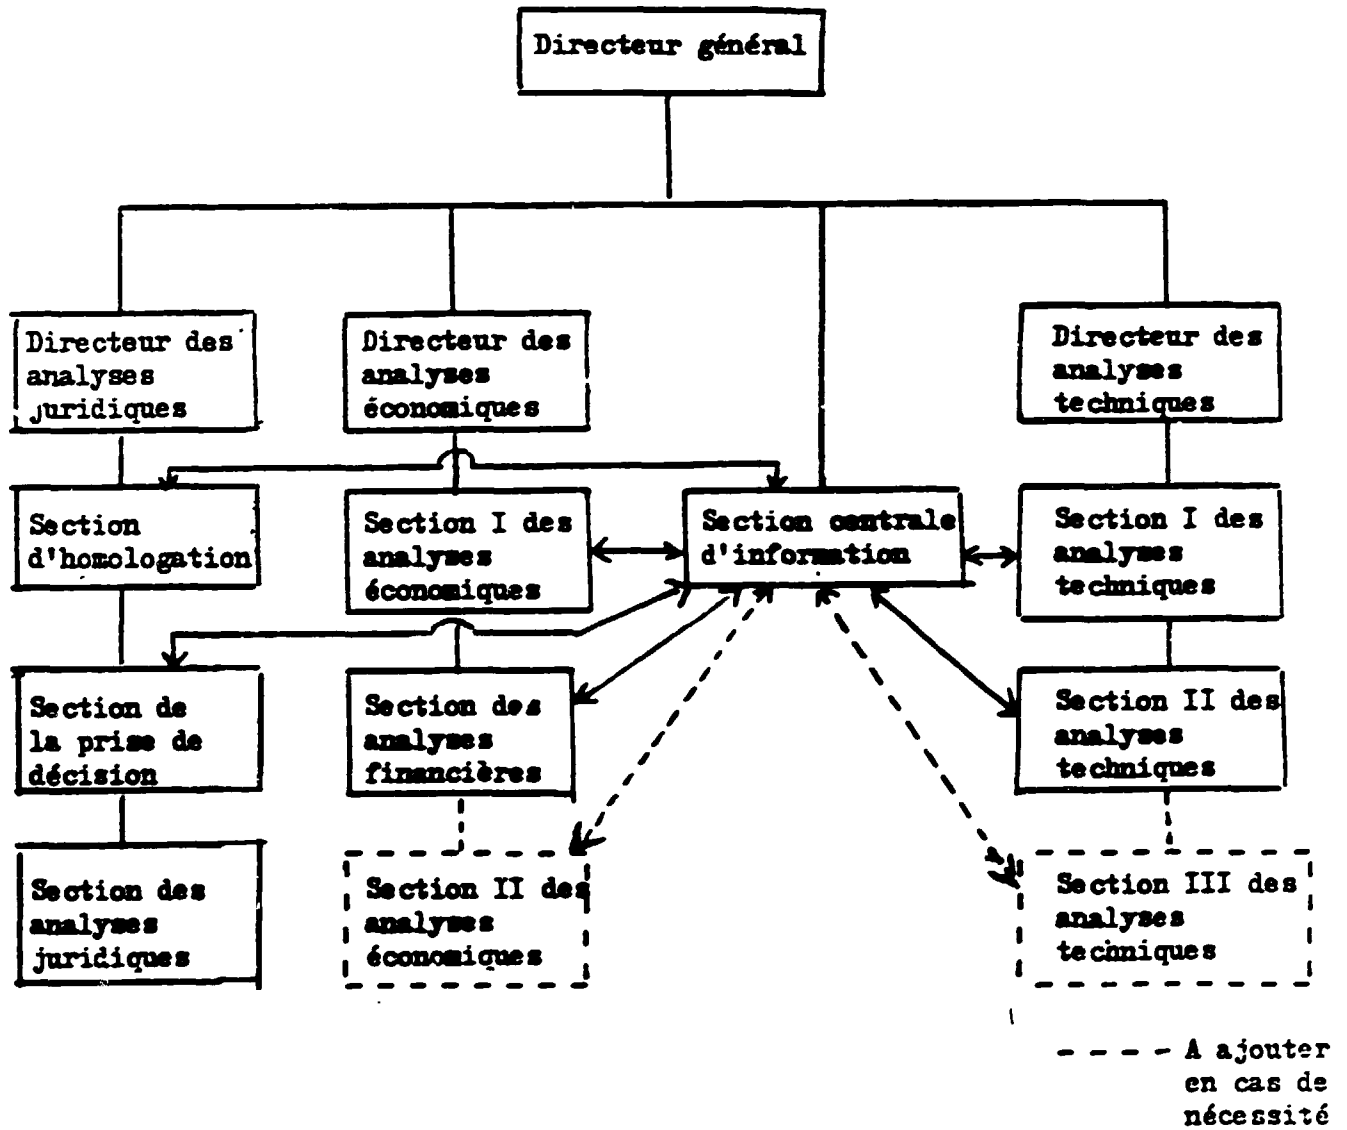 Directeur général
Directeur des
analyses
juridiques
Directeur des
analyses
économiques
Directeur des
analyses
techniques
Section
d'homologation
Section I des
analyses
économiques
Section centrale
d'information
Section I des
analyses
techniques
Section de
la prise de
décision
Section des
analyses
financières
Section II des
analyses
techniques
Section des
analyses
juridiques
Section II des
analyses
économiques
Section III des
analyses
techniques
A ajouter
en cas de
nécessité